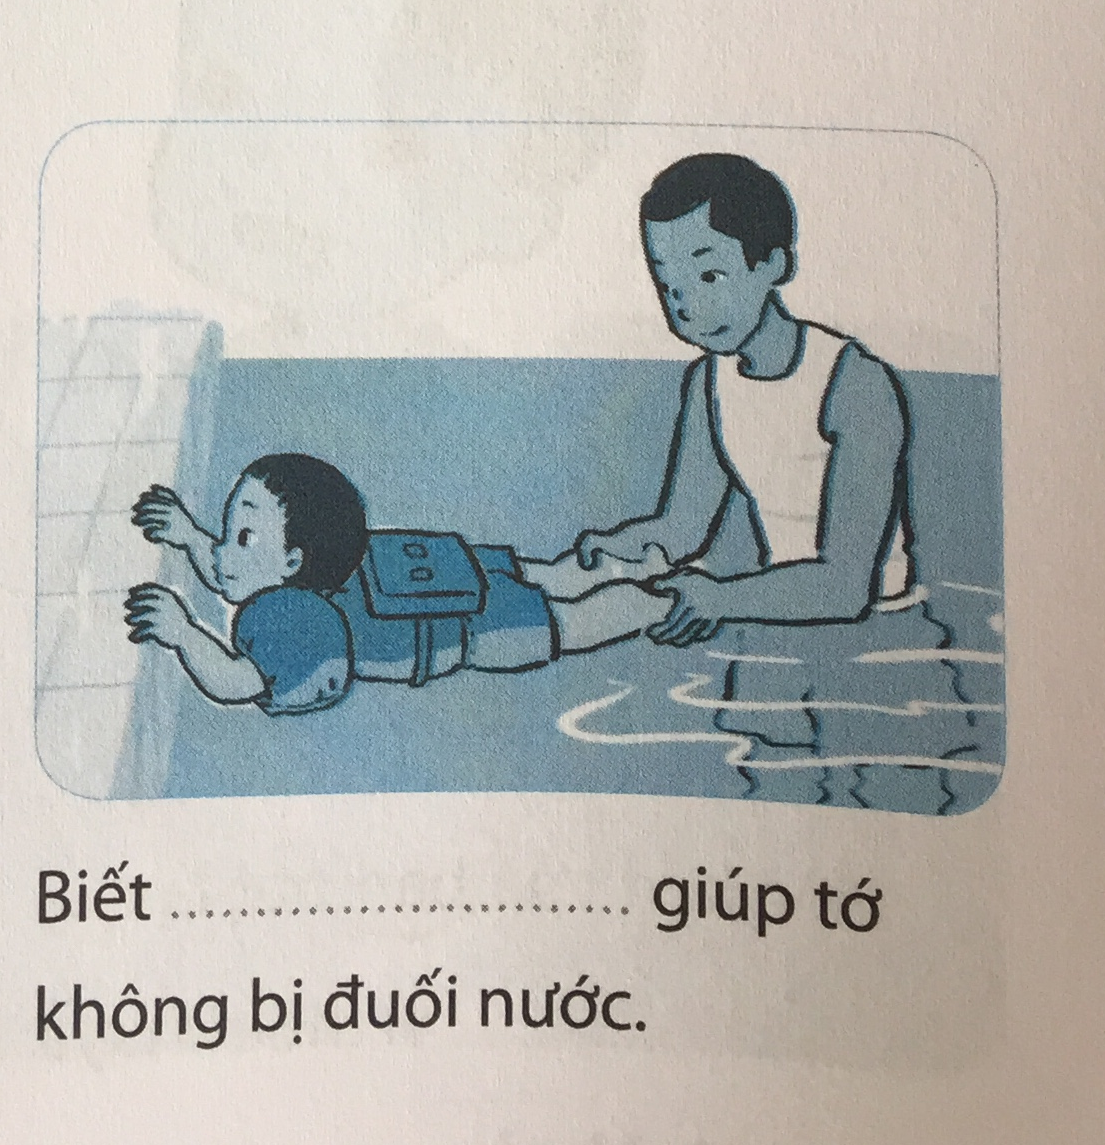 Biết ........................... giúp tớ
không bị đuối nước.